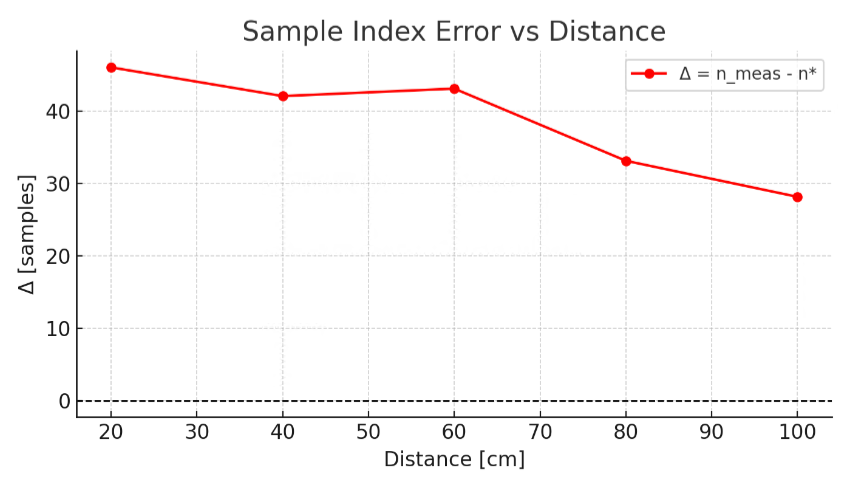 Sample Index Error vs Distance
Δ = n_meas - n*
Δ [samples]
40
30
20
10
0
20 30 40 50 60 70 80 90 100
Distance [cm]